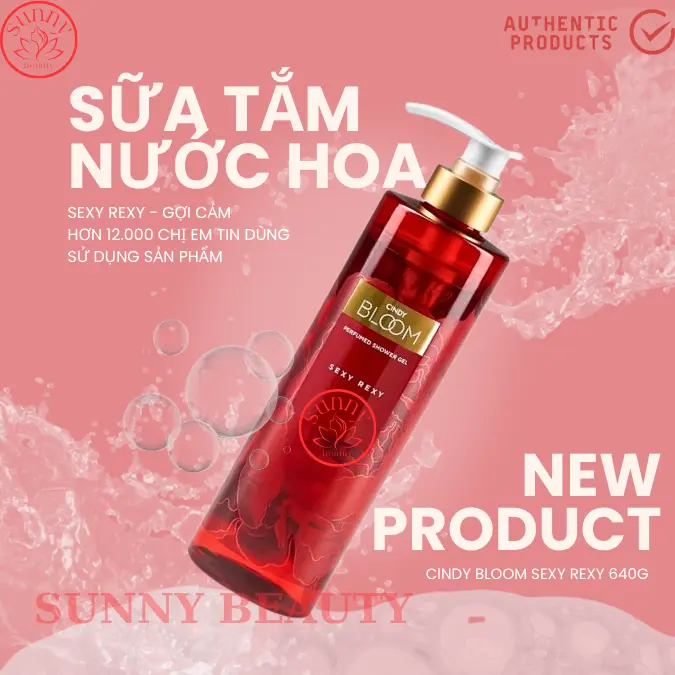 sunny
beauty
AUTHENTIC
PRODUCTS
SỮA TẮM
NƯỚC HOA
SEXY REXY - GỢI CẢM
HƠN 12.000 CHỊ EM TIN DÙNG
SỬ DỤNG SẢN PHẨM
CINDY
BLOOM
PERFUMED SHOWER GEL
SEXY REXY
sunny
beauty
NEW
PRODUCT
CINDY BLOOM SEXY REXY 640G
SUNNY BEAUTY